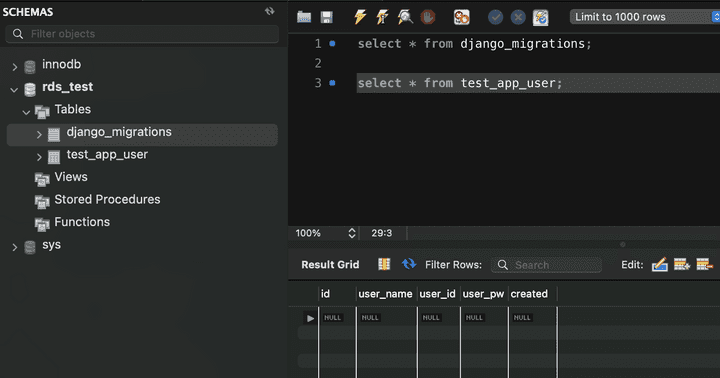 SCHEMAS
Filter objects
innodb
rds_test
Tables
django_migrations
test_app_user
Views
Stored Procedures
Functions
sys
Limit to 1000 rows
1 select * from django_migrations;
2
3 select * from test_app_user;
100% 29:3
Result Grid Filter Rows: Search Edit:
id user_name user_id user_pw created
NULL NULL NULL NULL NULL